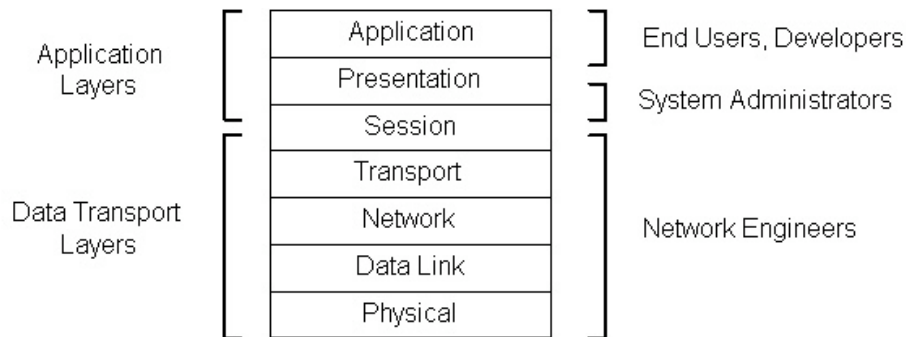 Application
Layers
Data Transport
Layers
Application
Presentation
Session
Transport
Network
Data Link
Physical
End Users, Developers
System Administrators
Network Engineers